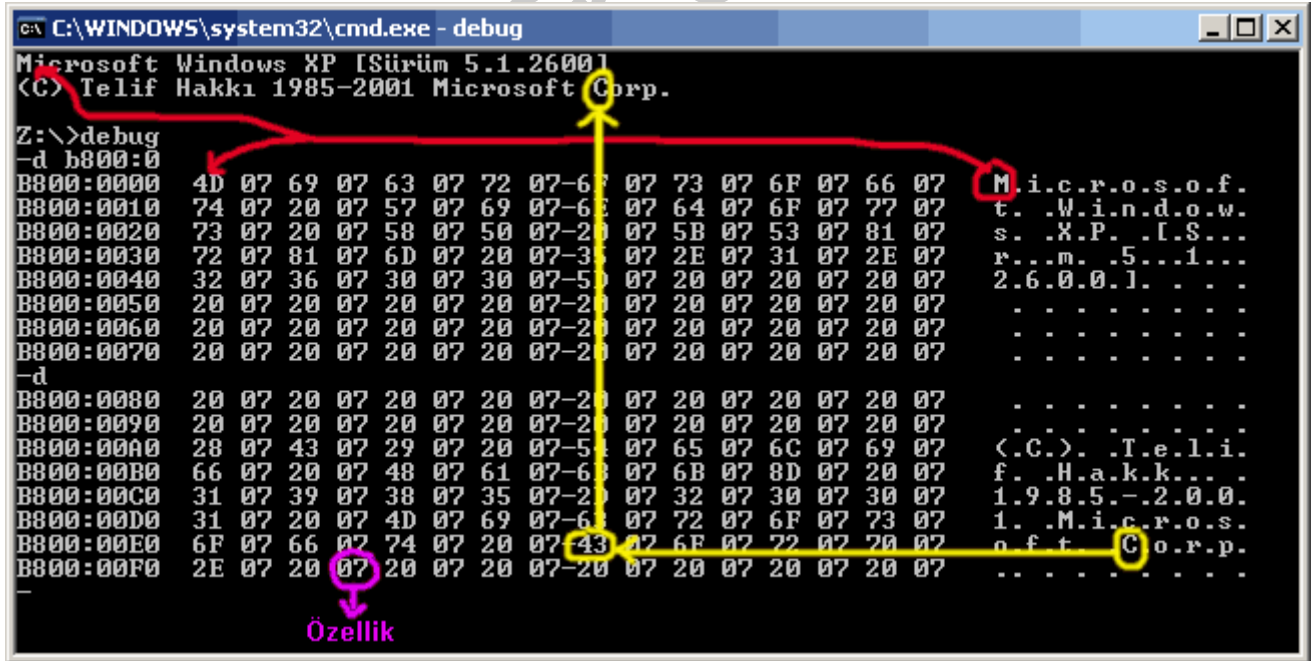 C:\WINDOWS\system32\cmd.exe - debug
Microsoft Windows XP [Sürüm 5.1.2600]
(C) Telif Hakkı 1985-2001 Microsoft Corp.
Z:\>debug
-d b800:0
B800:0000 4D 07 69 07 63 07 72 07-6F 07 73 07 6F 07 66 07 M.i.c.r.o.s.o.f.
B800:0010 74 07 20 07 57 07 69 07-6E 07 64 07 6F 07 77 07 t. .W.i.n.d.o.w.
B800:0020 73 07 20 07 58 07 50 07-20 07 5B 07 53 07 81 07 s. .X.P. .[.S...
B800:0030 72 07 81 07 6D 07 20 07-35 07 2E 07 31 07 2E 07 r...m. .5...1...
B800:0040 32 07 36 07 30 07 30 07-5D 07 20 07 20 07 20 07 2.6.0.0.]. . . .
B800:0050 20 07 20 07 20 07 20 07-20 07 20 07 20 07 20 07 . . . . . . . .
B800:0060 20 07 20 07 20 07 20 07-20 07 20 07 20 07 20 07 . . . . . . . .
B800:0070 20 07 20 07 20 07 20 07-20 07 20 07 20 07 20 07 . . . . . . . .
-d
B800:0080 20 07 20 07 20 07 20 07-20 07 20 07 20 07 20 07 . . . . . . . .
B800:0090 20 07 20 07 20 07 20 07-20 07 20 07 20 07 20 07 . . . . . . . .
B800:00A0 28 07 43 07 29 07 20 07-54 07 65 07 6C 07 69 07 (.C.). .T.e.l.i.
B800:00B0 66 07 20 07 48 07 61 07-6B 07 6B 07 8D 07 20 07 f. .H.a.k.k... .
B800:00C0 31 07 39 07 38 07 35 07-2D 07 32 07 30 07 30 07 1.9.8.5.-.2.0.0.
B800:00D0 31 07 20 07 4D 07 69 07-63 07 72 07 6F 07 73 07 1. .M.i.c.r.o.s.
B800:00E0 6F 07 66 07 74 07 20 07-43 07 6F 07 72 07 70 07 o.f.t. .C.o.r.p.
B800:00F0 2E 07 20 07 20 07 20 07-20 07 20 07 20 07 20 07 .. . . . . . . .
-
Özellik